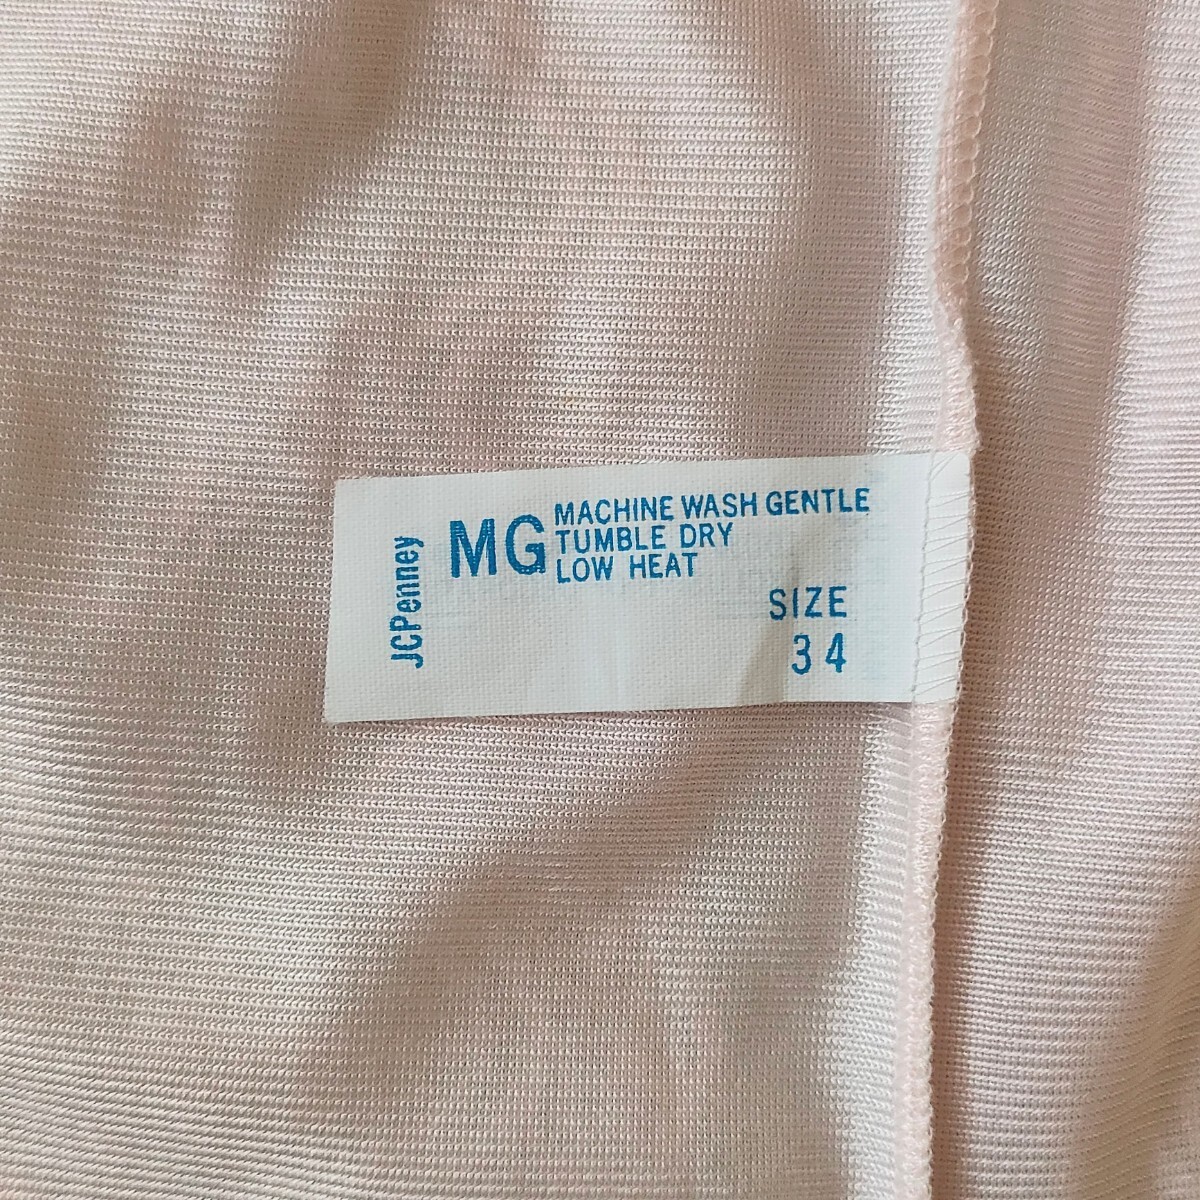 JCPenney
MG
MACHINE WASH GENTLE
TUMBLE DRY
LOW HEAT
SIZE
34